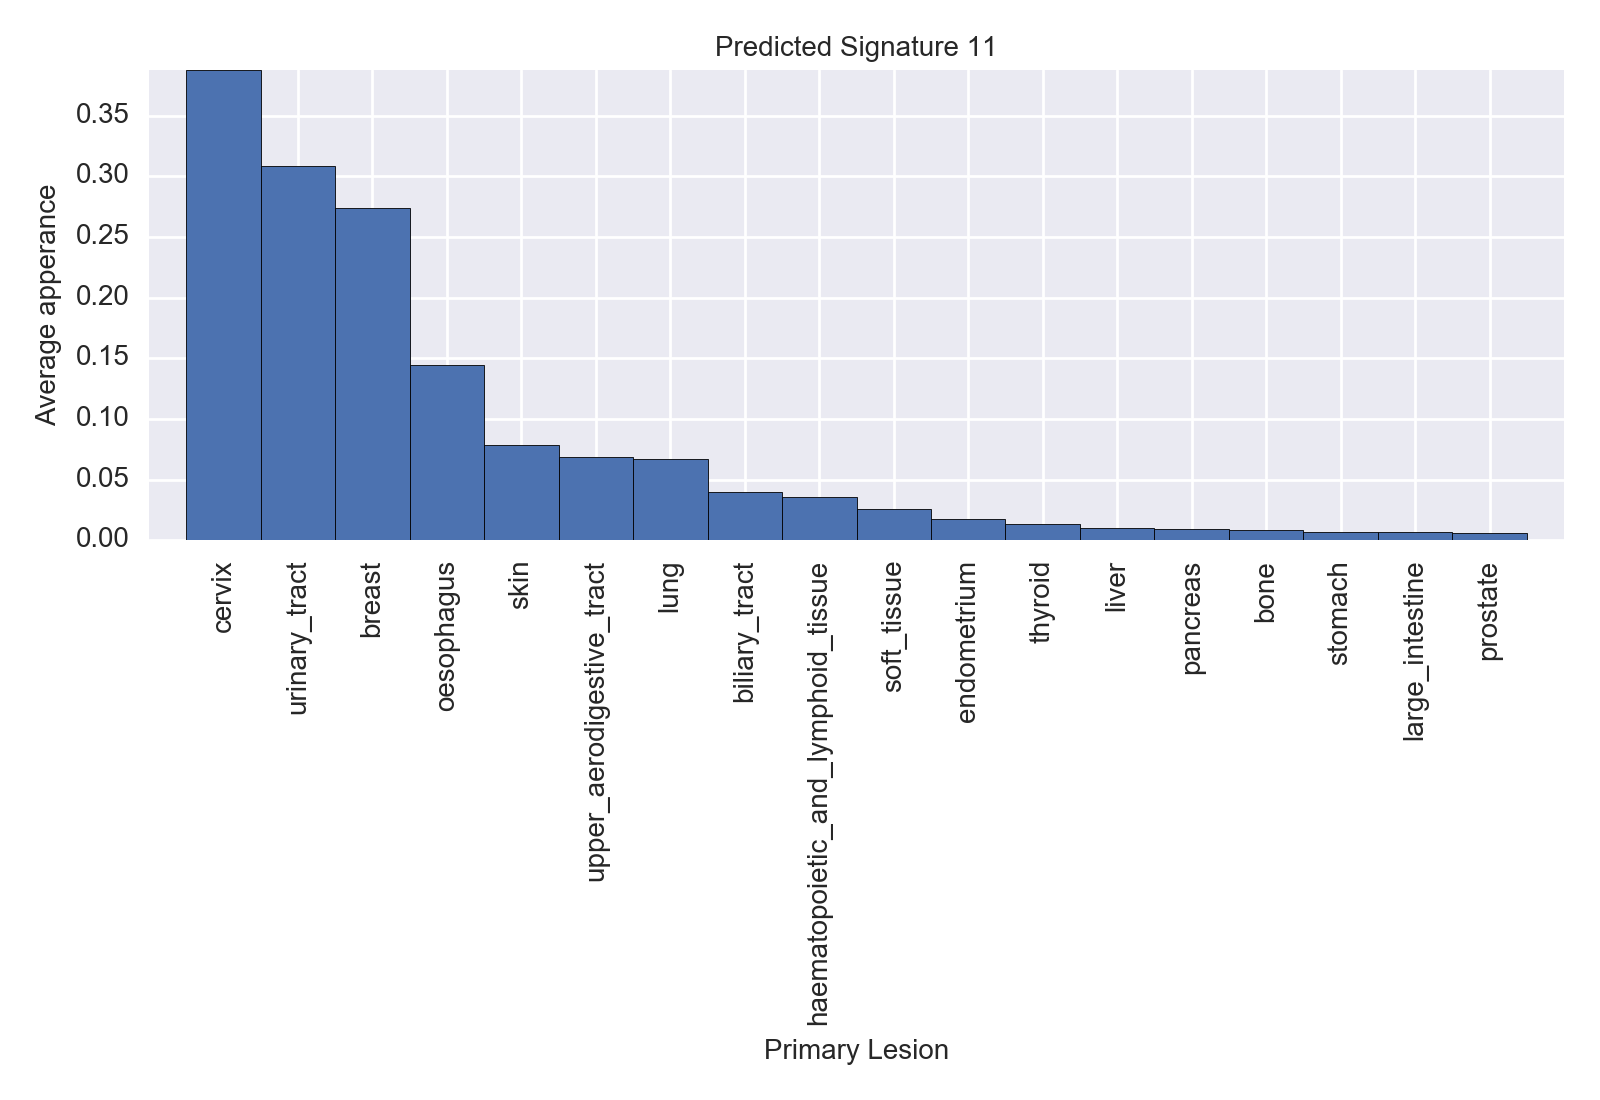 Predicted Signature 11
Average apperance
0.35
0.30
0.25
0.20
0.15
0.10
0.05
0.00
cervix
urinary_tract
breast
oesophagus
skin
upper_aerodigestive_tract
lung
biliary_tract
haematopoietic_and_lymphoid_tissue
soft_tissue
endometrium
thyroid
liver
pancreas
bone
stomach
large_intestine
prostate
Primary Lesion